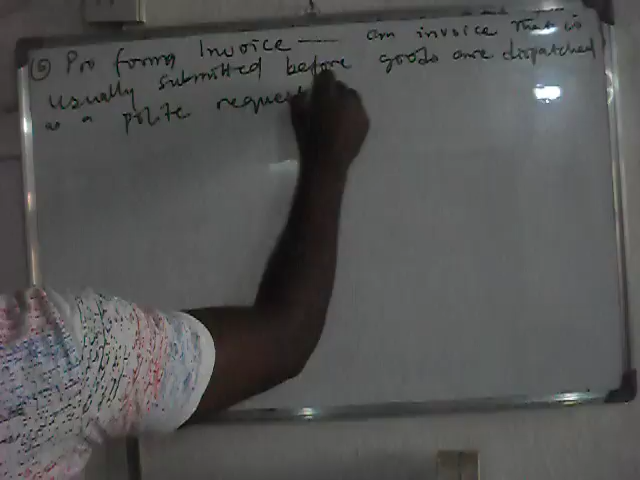 ⑤ Pro forma Invoice — an invoice that is
usually submitted before goods are dispatched
as a polite request